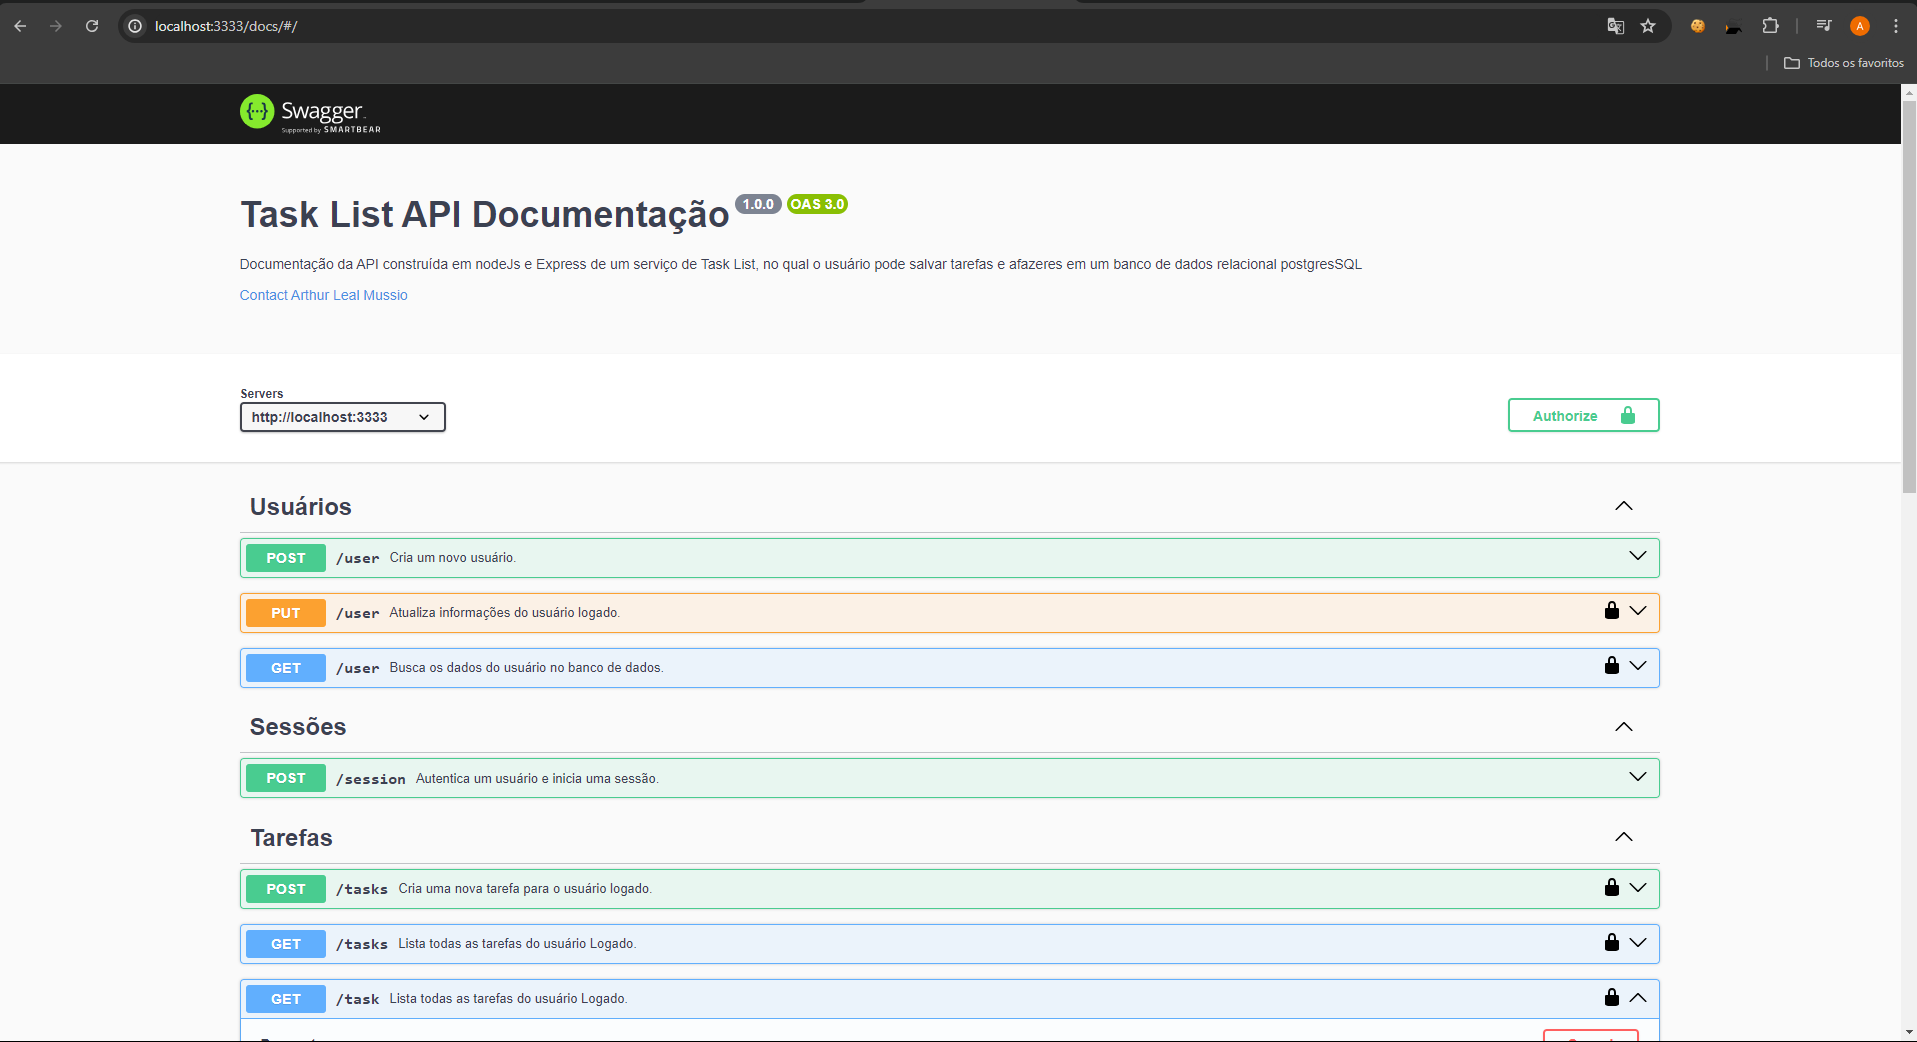 localhost:3333/docs/#/
A
Todos os favoritos
Swagger
Supported by SMARTBEAR
Task List API Documentação 1.0.0 OAS 3.0
Documentação da API construída em nodeJs e Express de um serviço de Task List, no qual o usuário pode salvar tarefas e afazeres em um banco de dados relacional postgresSQL
Contact Arthur Leal Mussio
Servers
http://localhost:3333
Authorize
Usuários
POST /user Cria um novo usuário.
PUT /user Atualiza informações do usuário logado.
GET /user Busca os dados do usuário no banco de dados.
Sessões
POST /session Autentica um usuário e inicia uma sessão.
Tarefas
POST /tasks Cria uma nova tarefa para o usuário logado.
GET /tasks Lista todas as tarefas do usuário Logado.
GET /task Lista todas as tarefas do usuário Logado.